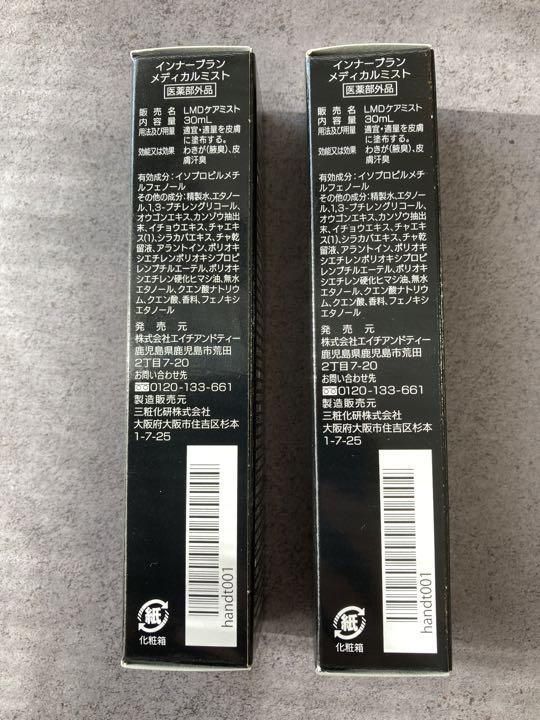 インナーブラン
メディカルミスト
医薬部外品
販売名 LMDケアミスト
内容量 30mL
用法及び用量 適宜・適量を皮膚
に塗布する。
効能又は効果 わきが(腋臭)、皮
膚汗臭
有効成分:イソプロピルメチ
ルフェノール
その他の成分:精製水、エタノー
ル、1,3-ブチレングリコール、
オウゴンエキス、カンゾウ抽出
末、イチョウエキス、チャエキ
ス(1)、シラカバエキス、チャ乾
留液、アラントイン、ポリオキ
シエチレンポリオキシプロピ
レンブチルエーテル、ポリオキ
シエチレン硬化ヒマシ油、無水
エタノール、クエン酸ナトリウ
ム、クエン酸、香料、フェノキシ
エタノール
発売元
株式会社エイチアンドティー
鹿児島県鹿児島市荒田
2丁目7-20
お問い合わせ先
0120-133-661
製造販売元
三粧化研株式会社
大阪府大阪市住吉区杉本
1-7-25
handt001
紙
化粧箱
インナーブラン
メディカルミスト
医薬部外品
販売名 LMDケアミスト
内容量 30mL
用法及び用量 適宜・適量を皮膚
に塗布する。
効能又は効果 わきが(腋臭)、皮
膚汗臭
有効成分:イソプロピルメチ
ルフェノール
その他の成分:精製水、エタノー
ル、1,3-ブチレングリコール、
オウゴンエキス、カンゾウ抽出
末、イチョウエキス、チャエキ
ス(1)、シラカバエキス、チャ乾
留液、アラントイン、ポリオキ
シエチレンポリオキシプロピ
レンブチルエーテル、ポリオキ
シエチレン硬化ヒマシ油、無水
エタノール、クエン酸ナトリウ
ム、クエン酸、香料、フェノキシ
エタノール
発売元
株式会社エイチアンドティー
鹿児島県鹿児島市荒田
2丁目7-20
お問い合わせ先
0120-133-661
製造販売元
三粧化研株式会社
大阪府大阪市住吉区杉本
1-7-25
handt001
紙
化粧箱